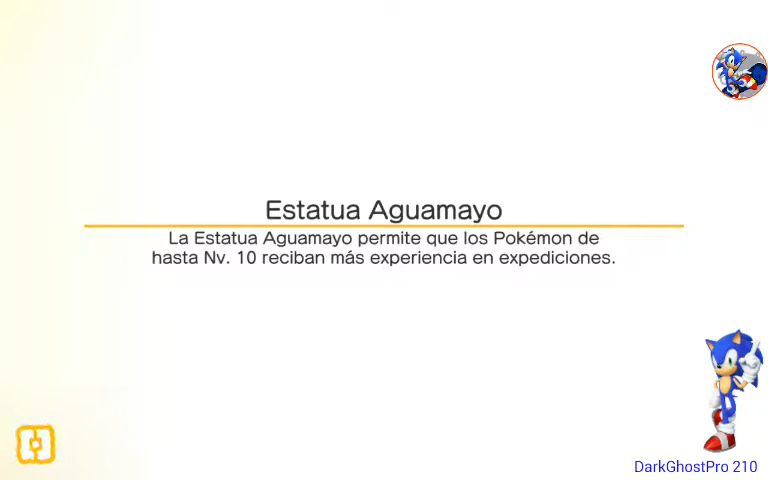 Estatua Aguamayo
La Estatua Aguamayo permite que los Pokémon de
hasta Nv. 10 reciban más experiencia en expediciones.
DarkGhostPro 210